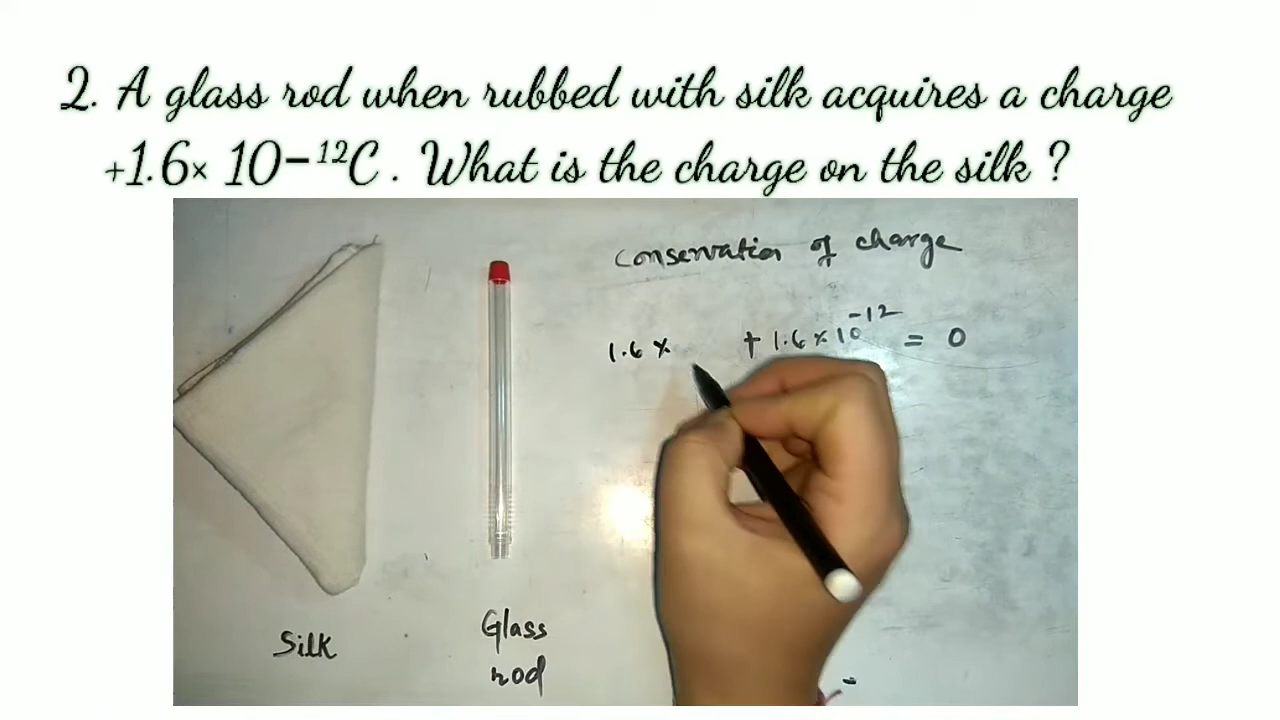 2. A glass rod when rubbed with silk acquires a charge
+1.6× 10−¹²C. What is the charge on the silk ?
conservation of charge
1.6 × + 1.6 × 10⁻¹² = 0
Silk
Glass
rod